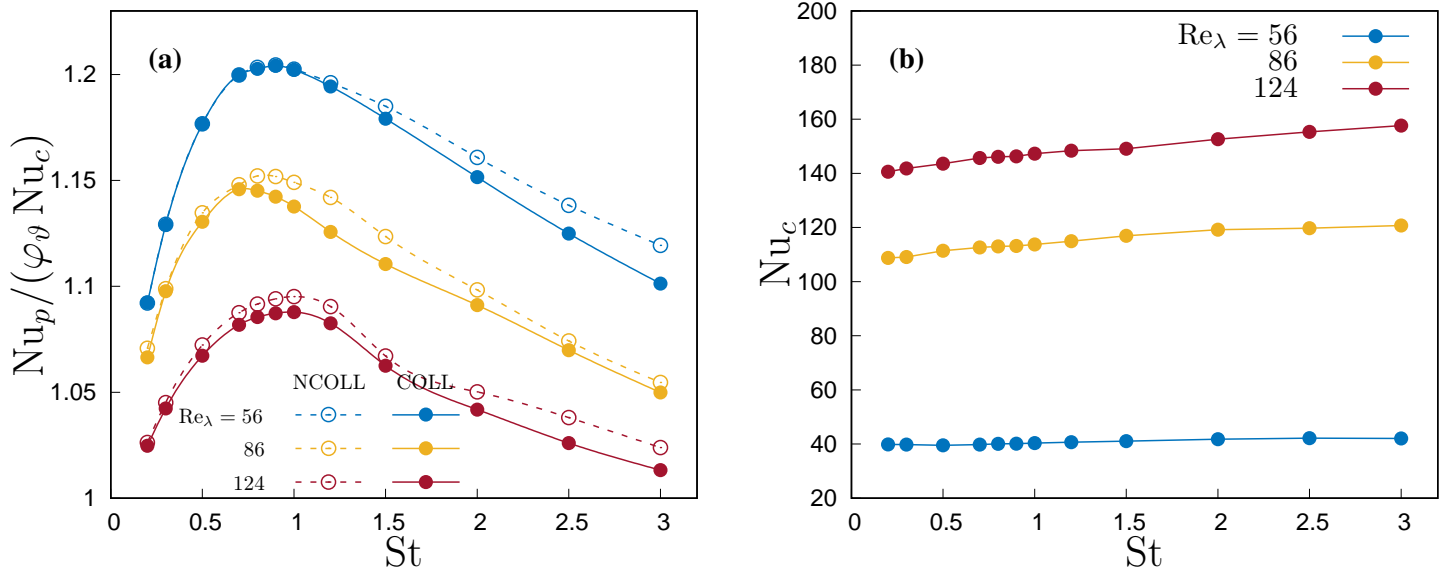 (a)
Nu_p/(φ_ϑ Nu_c)
1.2
1.15
1.1
1.05
1
NCOLL COLL
Re_λ = 56
86
124
0 0.5 1 1.5 2 2.5 3
St
(b)
Nu_c
200
180
160
140
120
100
80
60
40
20
Re_λ = 56
86
124
0 0.5 1 1.5 2 2.5 3
St